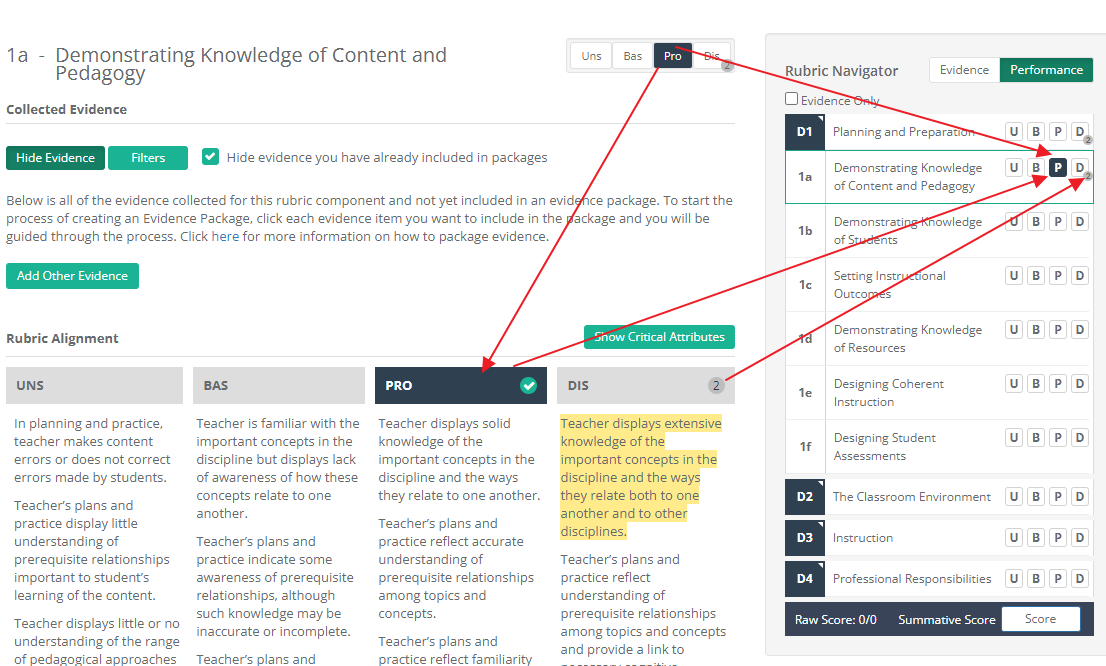 1a - Demonstrating Knowledge of Content and
Pedagogy
Uns Bas Pro Dis 2
Collected Evidence
Hide Evidence Filters Hide evidence you have already included in packages
Below is all of the evidence collected for this rubric component and not yet included in an evidence package. To start the
process of creating an Evidence Package, click each evidence item you want to include in the package and you will be
guided through the process. Click here for more information on how to package evidence.
Add Other Evidence
Rubric Alignment
Show Critical Attributes
UNS
In planning and practice,
teacher makes content
errors or does not correct
errors made by students.
Teacher's plans and
practice display little
understanding of
prerequisite relationships
important to student's
learning of the content.
Teacher displays little or no
understanding of the range
of pedagogical approaches
BAS
Teacher is familiar with the
important concepts in the
discipline but displays lack
of awareness of how these
concepts relate to one
another.
Teacher's plans and
practice indicate some
awareness of prerequisite
relationships, although
such knowledge may be
inaccurate or incomplete.
Teacher's plans and
PRO
Teacher displays solid
knowledge of the
important concepts in the
discipline and the ways
they relate to one another.
Teacher's plans and
practice reflect accurate
understanding of
prerequisite relationships
among topics and
concepts.
Teacher's plans and
practice reflect familiarity
DIS 2
Teacher displays extensive
knowledge of the
important concepts in the
discipline and the ways
they relate both to one
another and to other
disciplines.
Teacher's plans and
practice reflect
understanding of
prerequisite relationships
among topics and concepts
and provide a link to
necessary cognitive
Rubric Navigator Evidence Performance
Evidence Only
D1 Planning and Preparation U B P D 2
1a Demonstrating Knowledge U B P D 2
of Content and Pedagogy
1b Demonstrating Knowledge U B P D
of Students
1c Setting Instructional U B P D
Outcomes
1d Demonstrating Knowledge U B P D
of Resources
1e Designing Coherent U B P D
Instruction
1f Designing Student U B P D
Assessments
D2 The Classroom Environment U B P D
D3 Instruction U B P D
D4 Professional Responsibilities U B P D
Raw Score: 0/0 Summative Score Score